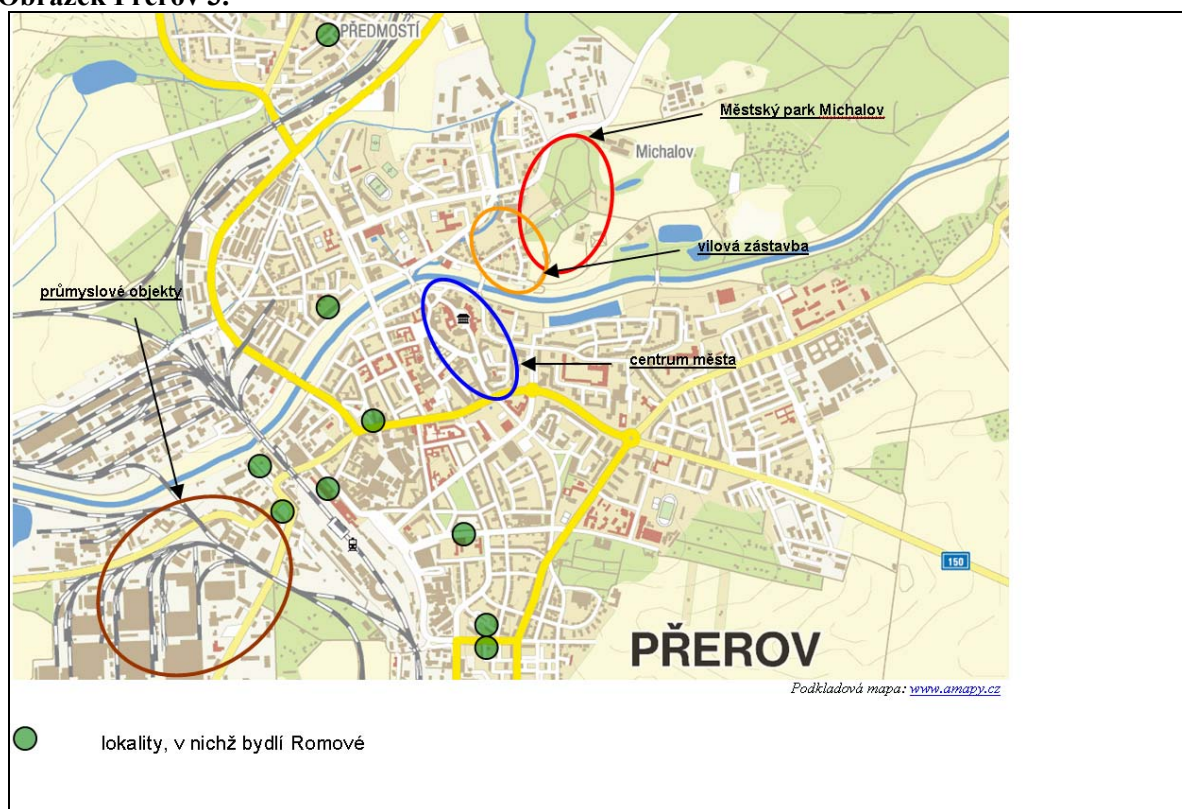 Obrázek Přerov 3.
PŘEDMOSTÍ
Městský park Michalov
Michalov
vilová zástavba
průmyslové objekty
centrum města
150
PŘEROV
Podkladová mapa: www.amapy.cz
lokality, v nichž bydlí Romové